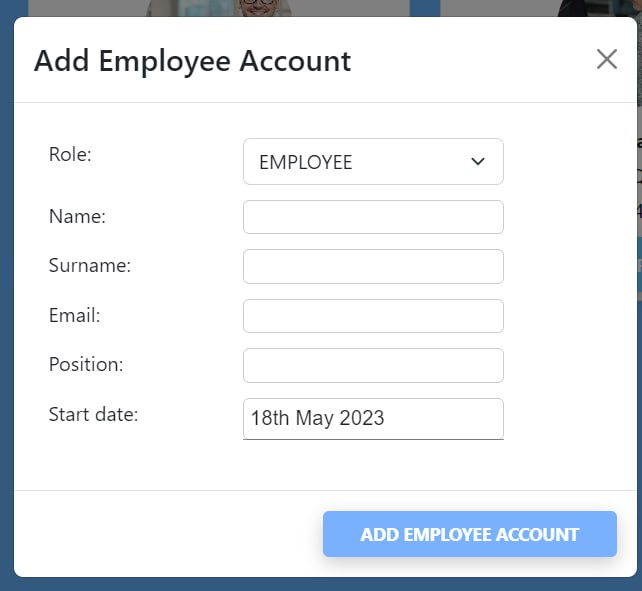 Add Employee Account
Role:
EMPLOYEE
Name:
Surname:
Email:
Position:
Start date:
18th May 2023
ADD EMPLOYEE ACCOUNT